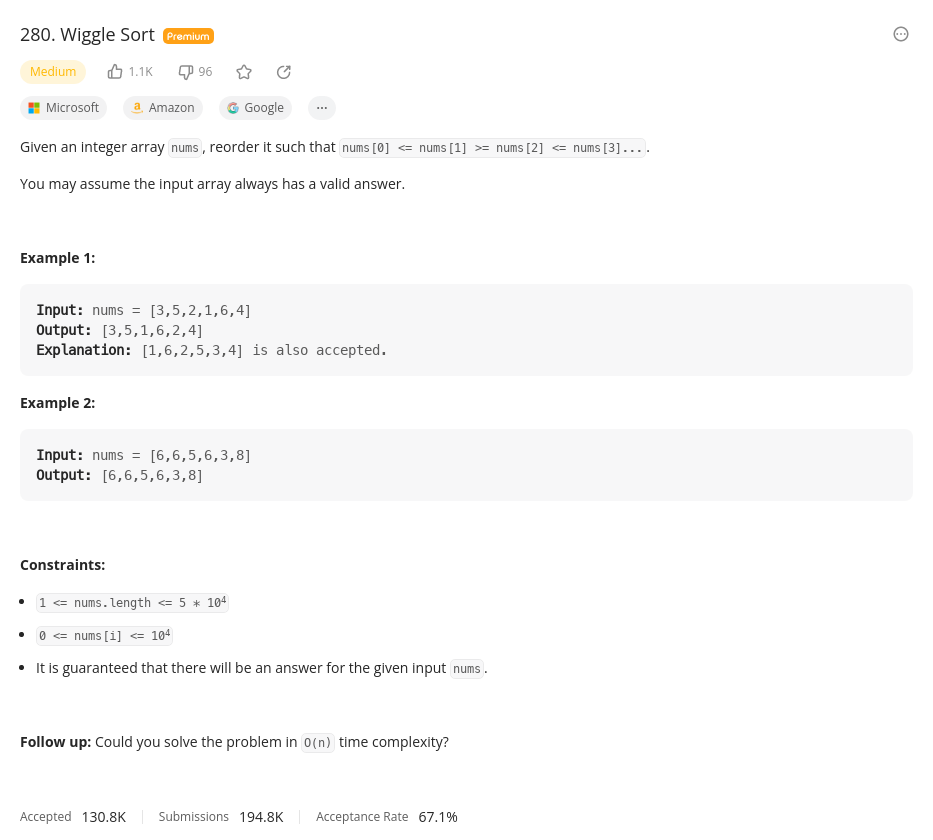 280. Wiggle Sort Premium
Medium 1.1K 96
Microsoft Amazon Google ...
Given an integer array nums, reorder it such that nums[0] <= nums[1] >= nums[2] <= nums[3]....
You may assume the input array always has a valid answer.
Example 1:
Input: nums = [3,5,2,1,6,4]
Output: [3,5,1,6,2,4]
Explanation: [1,6,2,5,3,4] is also accepted.
Example 2:
Input: nums = [6,6,5,6,3,8]
Output: [6,6,5,6,3,8]
Constraints:
• 1 <= nums.length <= 5 * 10⁴
• 0 <= nums[i] <= 10⁴
• It is guaranteed that there will be an answer for the given input nums.
Follow up: Could you solve the problem in O(n) time complexity?
Accepted 130.8K Submissions 194.8K Acceptance Rate 67.1%